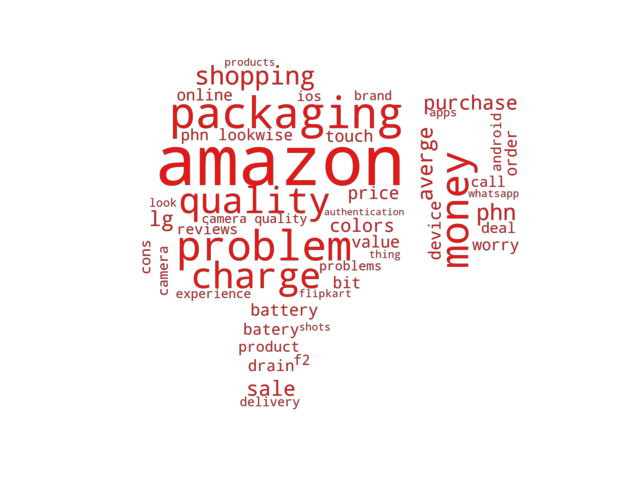 products
shopping
online ios brand
packaging
phn lookwise touch
amazon
quality price
look authentication
lg camera quality colors
reviews
problem value
thing
cons camera charge problems
bit
experience flipkart
battery
batery shots
product
drain f2
sale
delivery
purchase
apps
averge android order
money call
whatsapp
phn
device deal
worry